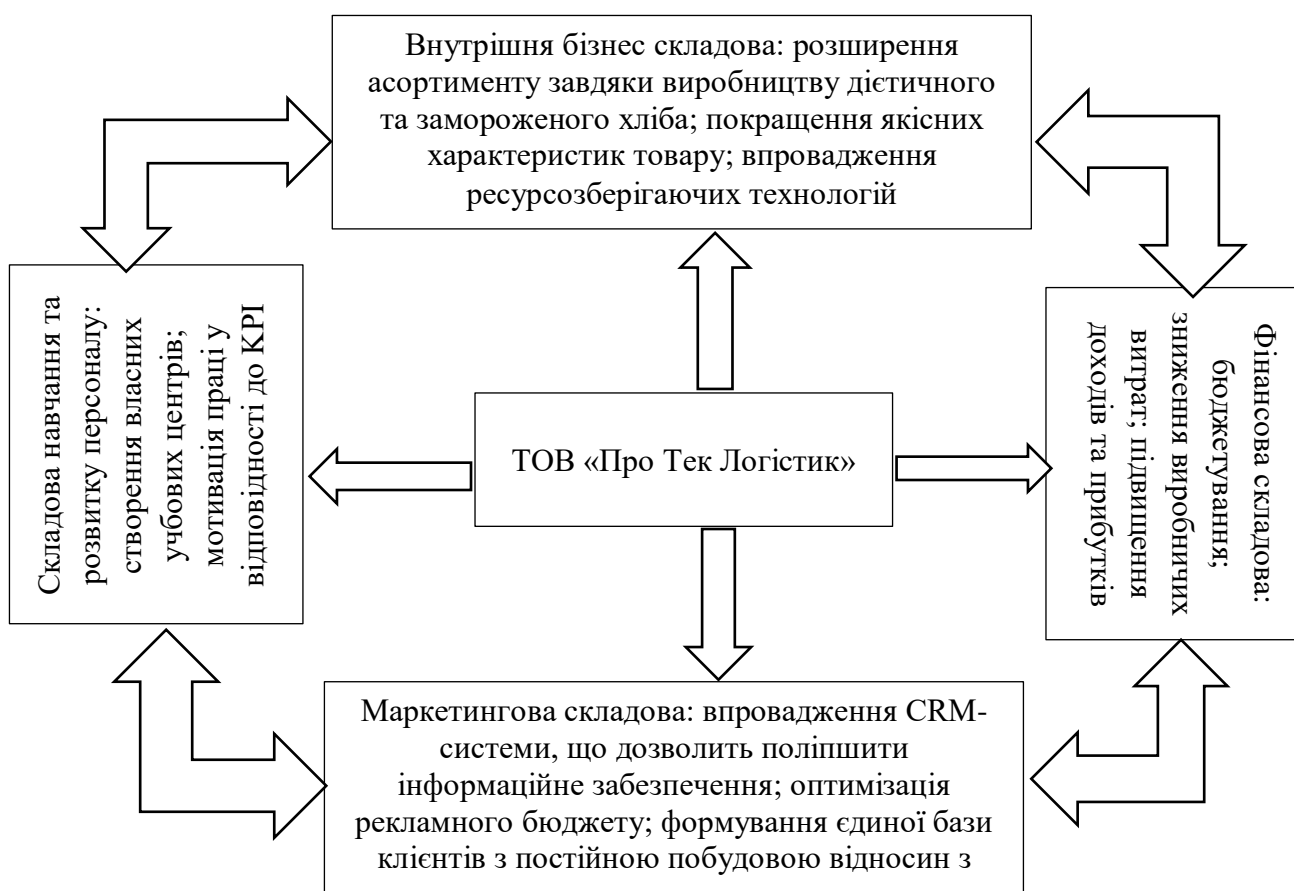 Внутрішня бізнес складова: розширення
асортименту завдяки виробництву дієтичного
та замороженого хліба; покращення якісних
характеристик товару; впровадження
ресурсозберігаючих технологій
Складова навчання та
розвитку персоналу:
створення власних
учбових центрів;
мотивація праці у
відповідності до KPI
ТОВ «Про Тек Логістик»
Фінансова складова:
бюджетування;
зниження виробничих
витрат; підвищення
доходів та прибутків
Маркетингова складова: впровадження CRM-
системи, що дозволить поліпшити
інформаційне забезпечення; оптимізація
рекламного бюджету; формування єдиної бази
клієнтів з постійною побудовою відносин з